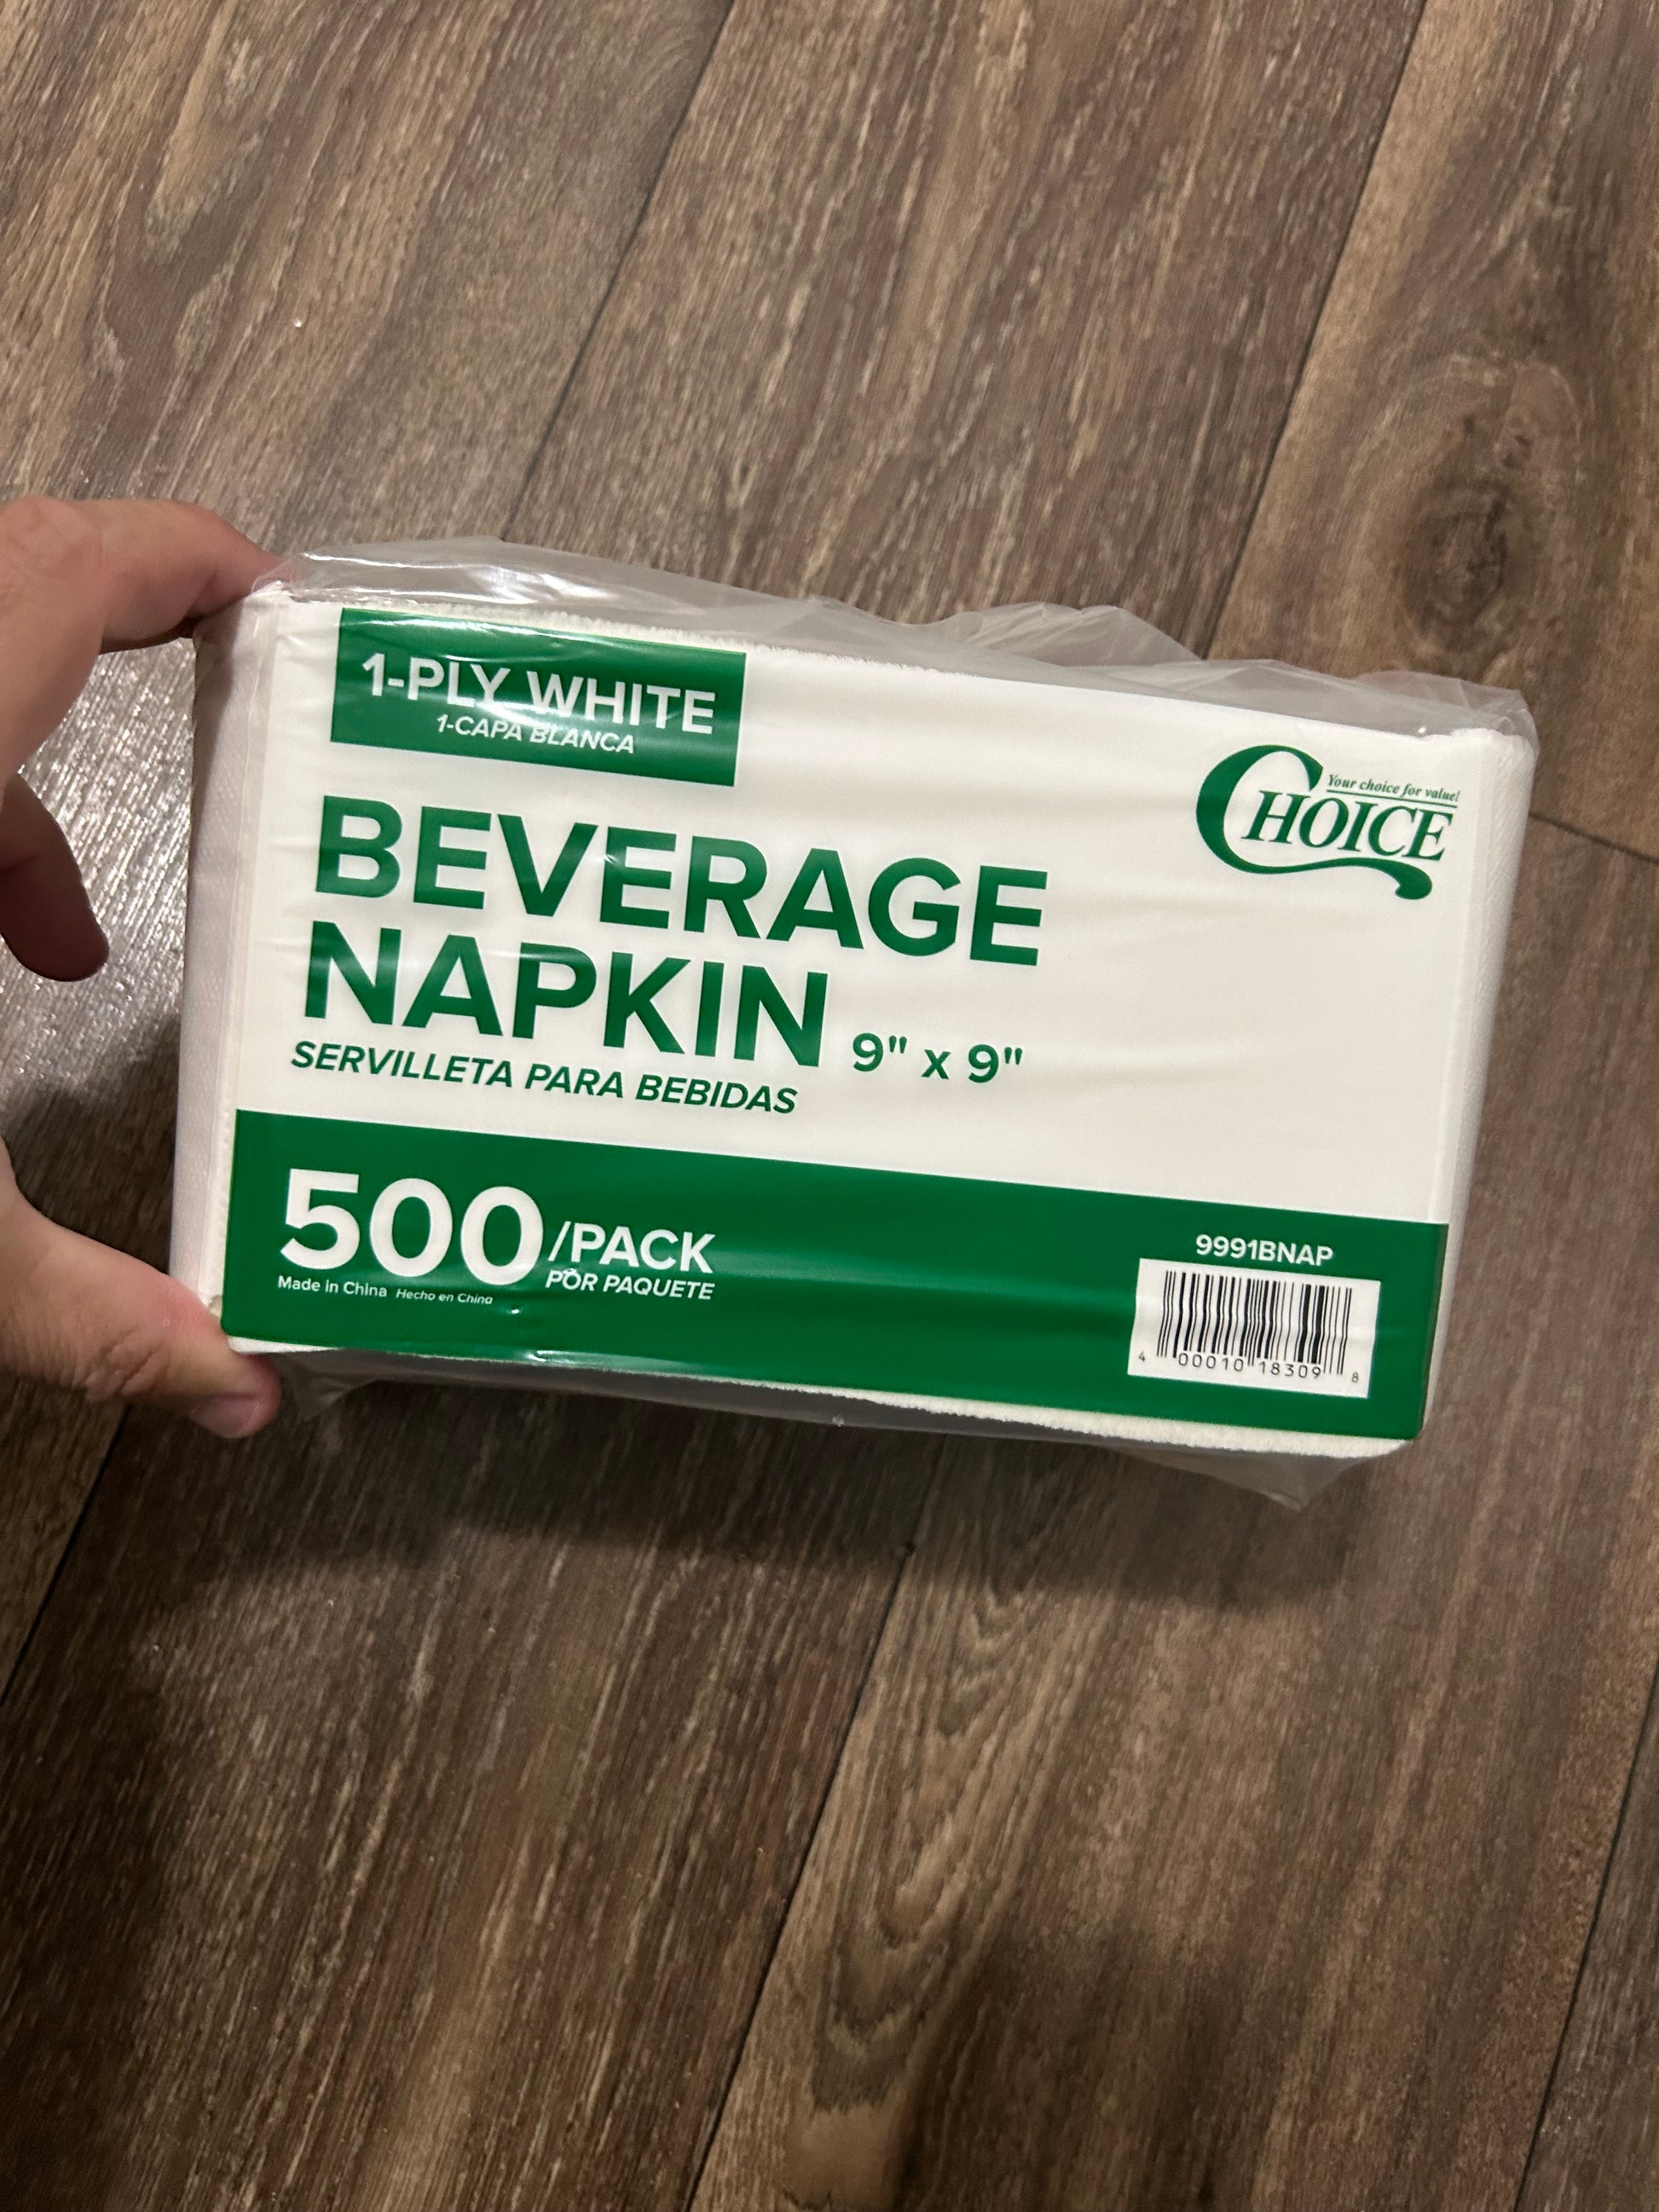 1-PLY WHITE
1-CAPA BLANCA
Your choice for value!
CHOICE
BEVERAGE
NAPKIN 9" x 9"
SERVILLETA PARA BEBIDAS
500/PACK
POR PAQUETE
Made in China Hecho en China
9991BNAP
4 00010 18309 8